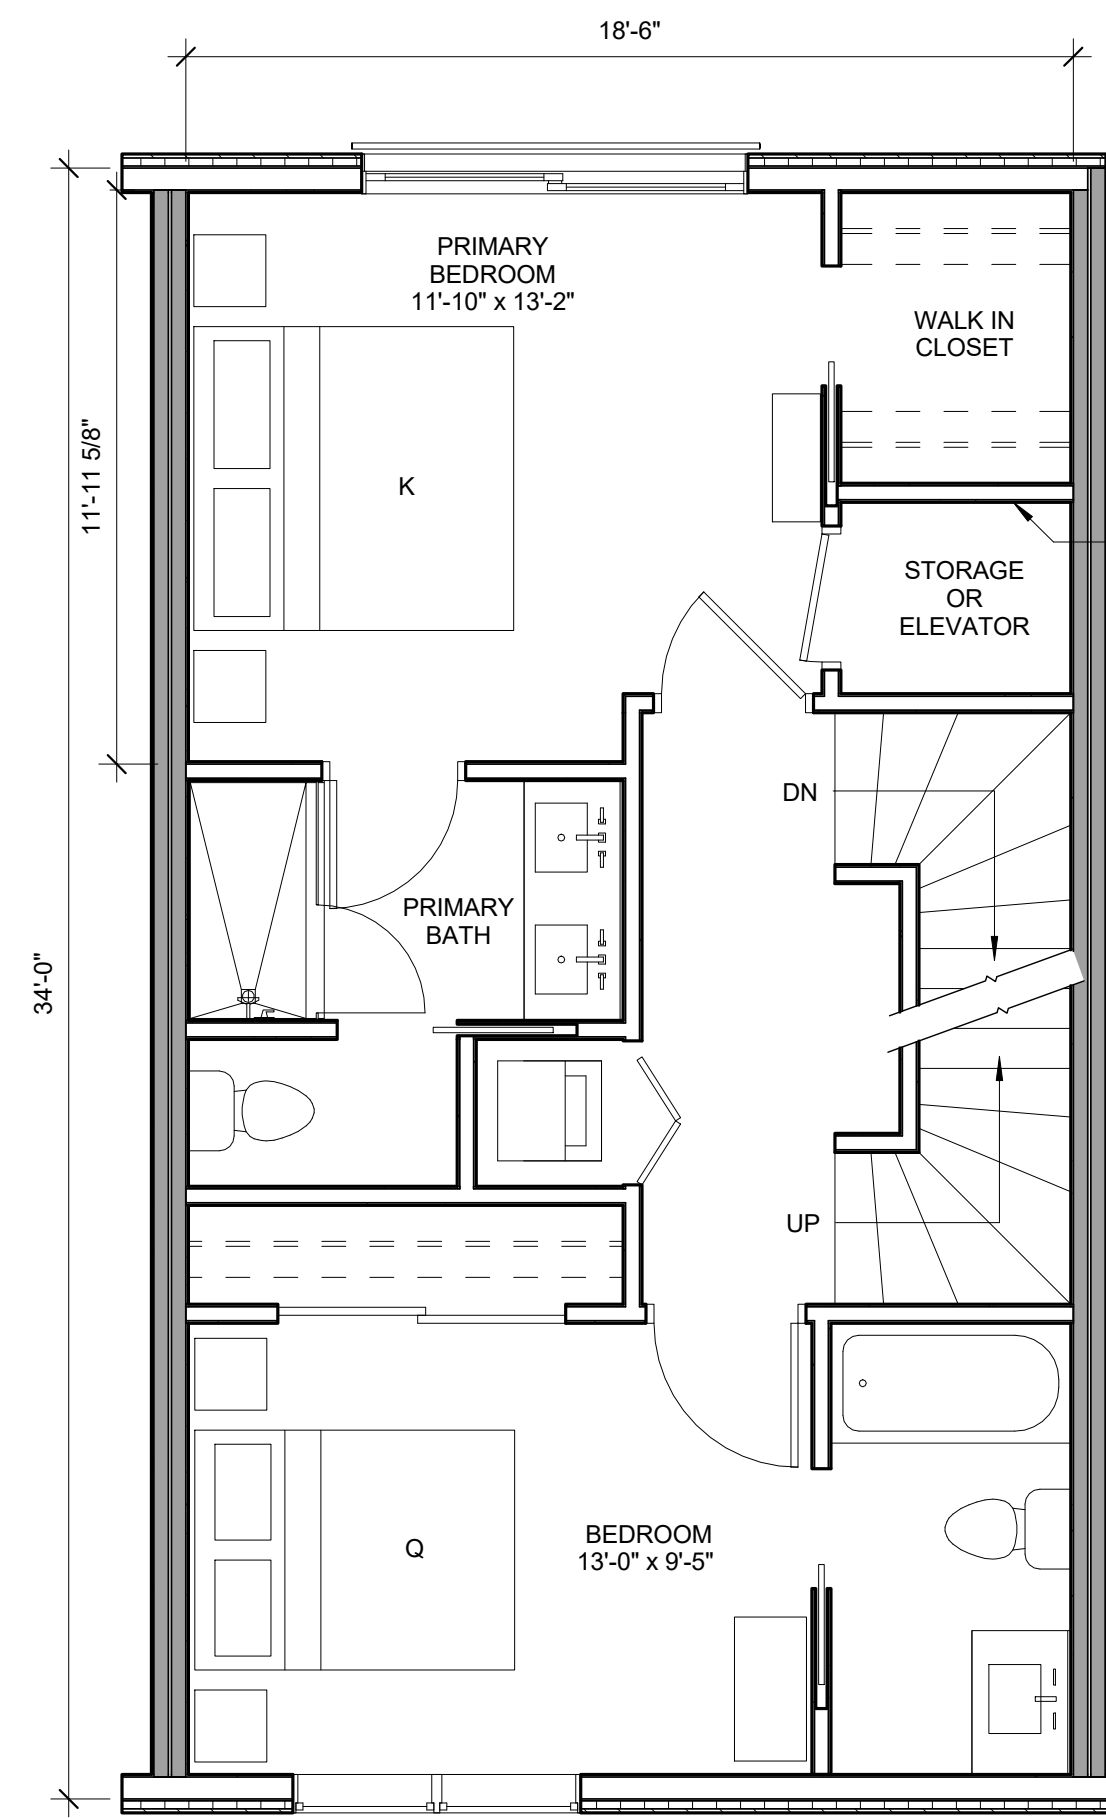 18'-6"
PRIMARY
BEDROOM
11'-10" x 13'-2"
WALK IN
CLOSET
11'-11 5/8"
K
STORAGE
OR
ELEVATOR
DN
PRIMARY
BATH
34'-0"
UP
BEDROOM
13'-0" x 9'-5"
Q